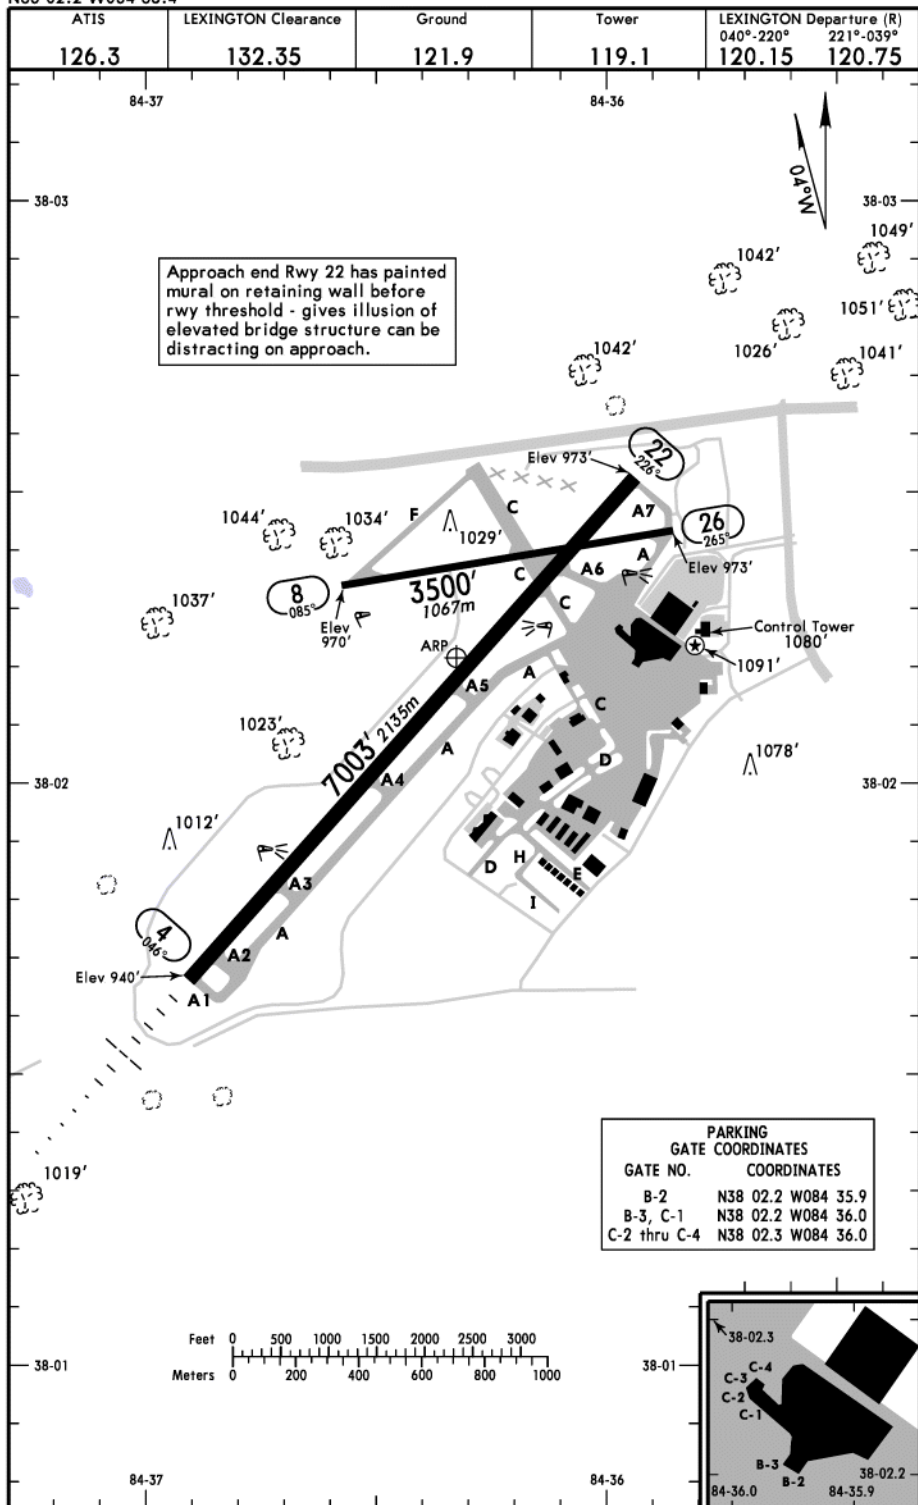 ATIS
126.3
LEXINGTON Clearance
132.35
Ground
121.9
Tower
119.1
LEXINGTON Departure (R)
040°-220° 221°-039°
120.15 120.75
84-37
84-36
04°W
38-03
38-03
1049'
1042'
1051'
1026'
1041'
Approach end Rwy 22 has painted
mural on retaining wall before
rwy threshold - gives illusion of
elevated bridge structure can be
distracting on approach.
1042'
22
226°
Elev 973'
F
C
A7
26
265°
1044'
1034'
1029'
A
Elev 973'
C
A6
8
085°
3500'
1067m
C
1037'
Elev
970'
Control Tower
1080'
ARP
1091'
A
A5
C
7003' 2135m
1023'
A
D
1078'
A4
38-02
38-02
1012'
H
D
E
A3
I
4
046°
A
A2
Elev 940'
A1
PARKING
GATE COORDINATES
GATE NO. COORDINATES
B-2 N38 02.2 W084 35.9
B-3, C-1 N38 02.2 W084 36.0
C-2 thru C-4 N38 02.3 W084 36.0
1019'
Feet 0 500 1000 1500 2000 2500 3000
Meters 0 200 400 600 800 1000
38-01
38-01
38-02.3
C-4
C-3
C-2
C-1
B-3
B-2
38-02.2
84-36.0 84-35.9
84-37
84-36